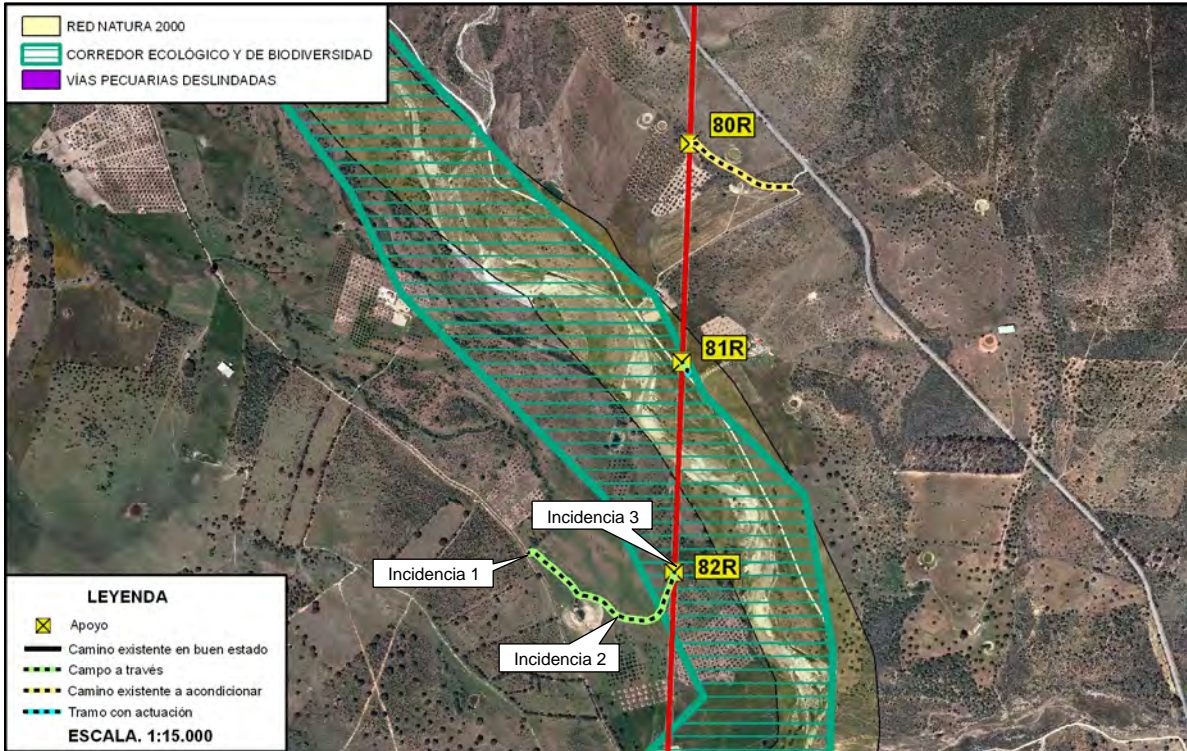 RED NATURA 2000
CORREDOR ECOLÓGICO Y DE BIODIVERSIDAD
VÍAS PECUARIAS DESLINDADAS
80R
81R
Incidencia 3
82R
Incidencia 1
Incidencia 2
LEYENDA
Apoyo
Camino existente en buen estado
Campo a través
Camino existente a acondicionar
Tramo con actuación
ESCALA. 1:15.000